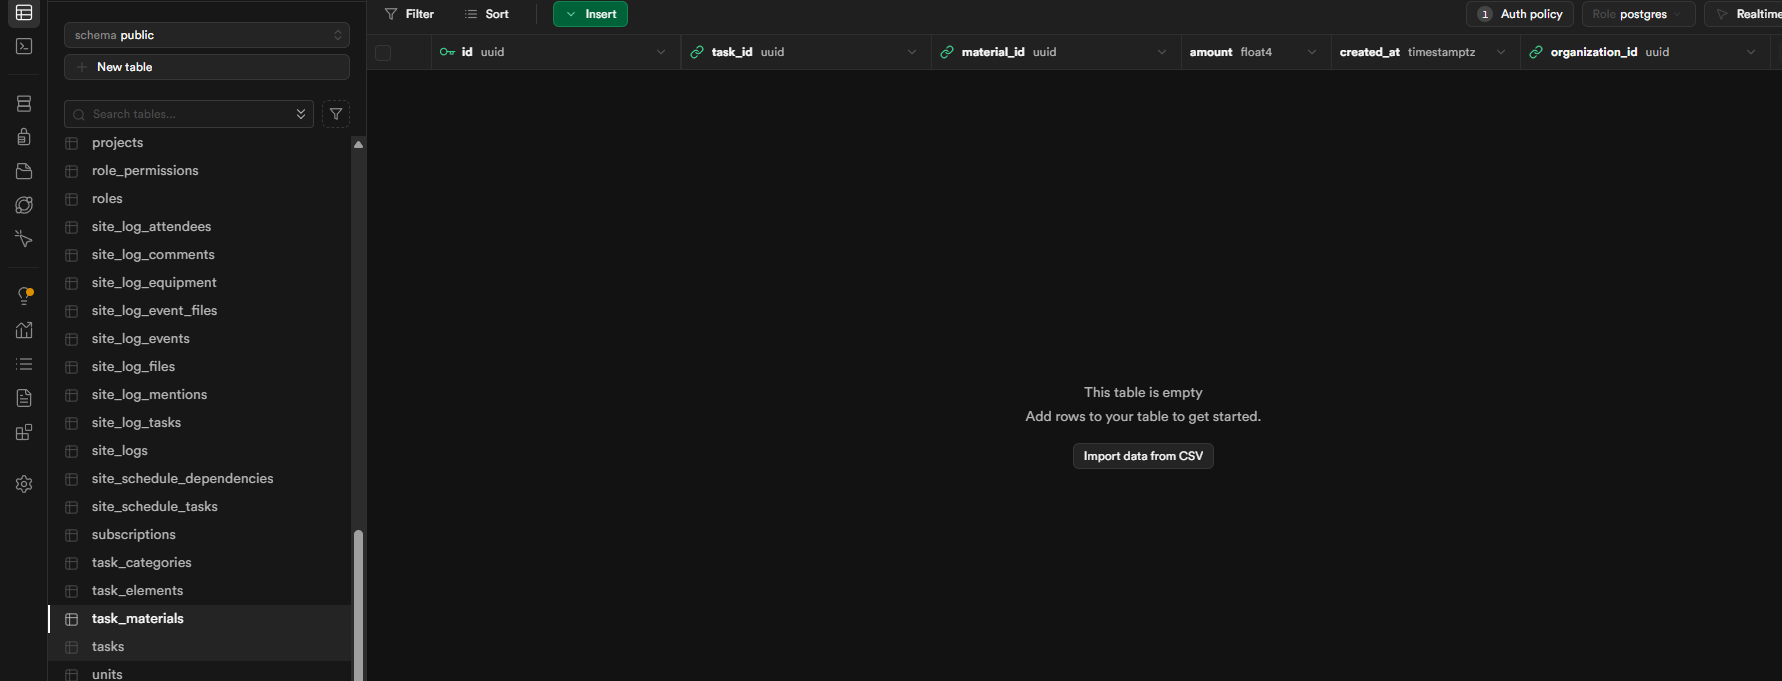 schema public
New table
Search tables...
projects
role_permissions
roles
site_log_attendees
site_log_comments
site_log_equipment
site_log_event_files
site_log_events
site_log_files
site_log_mentions
site_log_tasks
site_logs
site_schedule_dependencies
site_schedule_tasks
subscriptions
task_categories
task_elements
task_materials
tasks
units
Filter Sort Insert 1 Auth policy Role postgres Realtime
id uuid task_id uuid material_id uuid amount float4 created_at timestamptz organization_id uuid
This table is empty
Add rows to your table to get started.
Import data from CSV